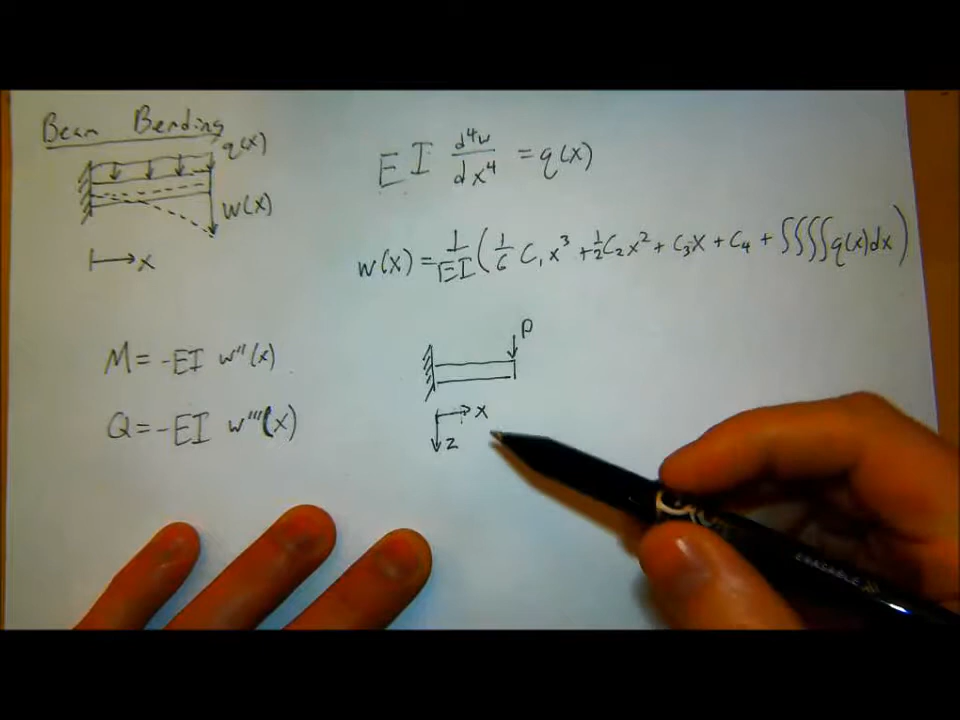 Beam Bending
q(x)
w(x)
x
EI d⁴w/dx⁴ = q(x)
w(x) = 1/EI (1/6 C₁x³ + 1/2 C₂x² + C₃x + C₄ + ∫∫∫∫q(x)dx)
M = -EI w''(x)
Q = -EI w'''(x)
P
x
z
ERASABLE